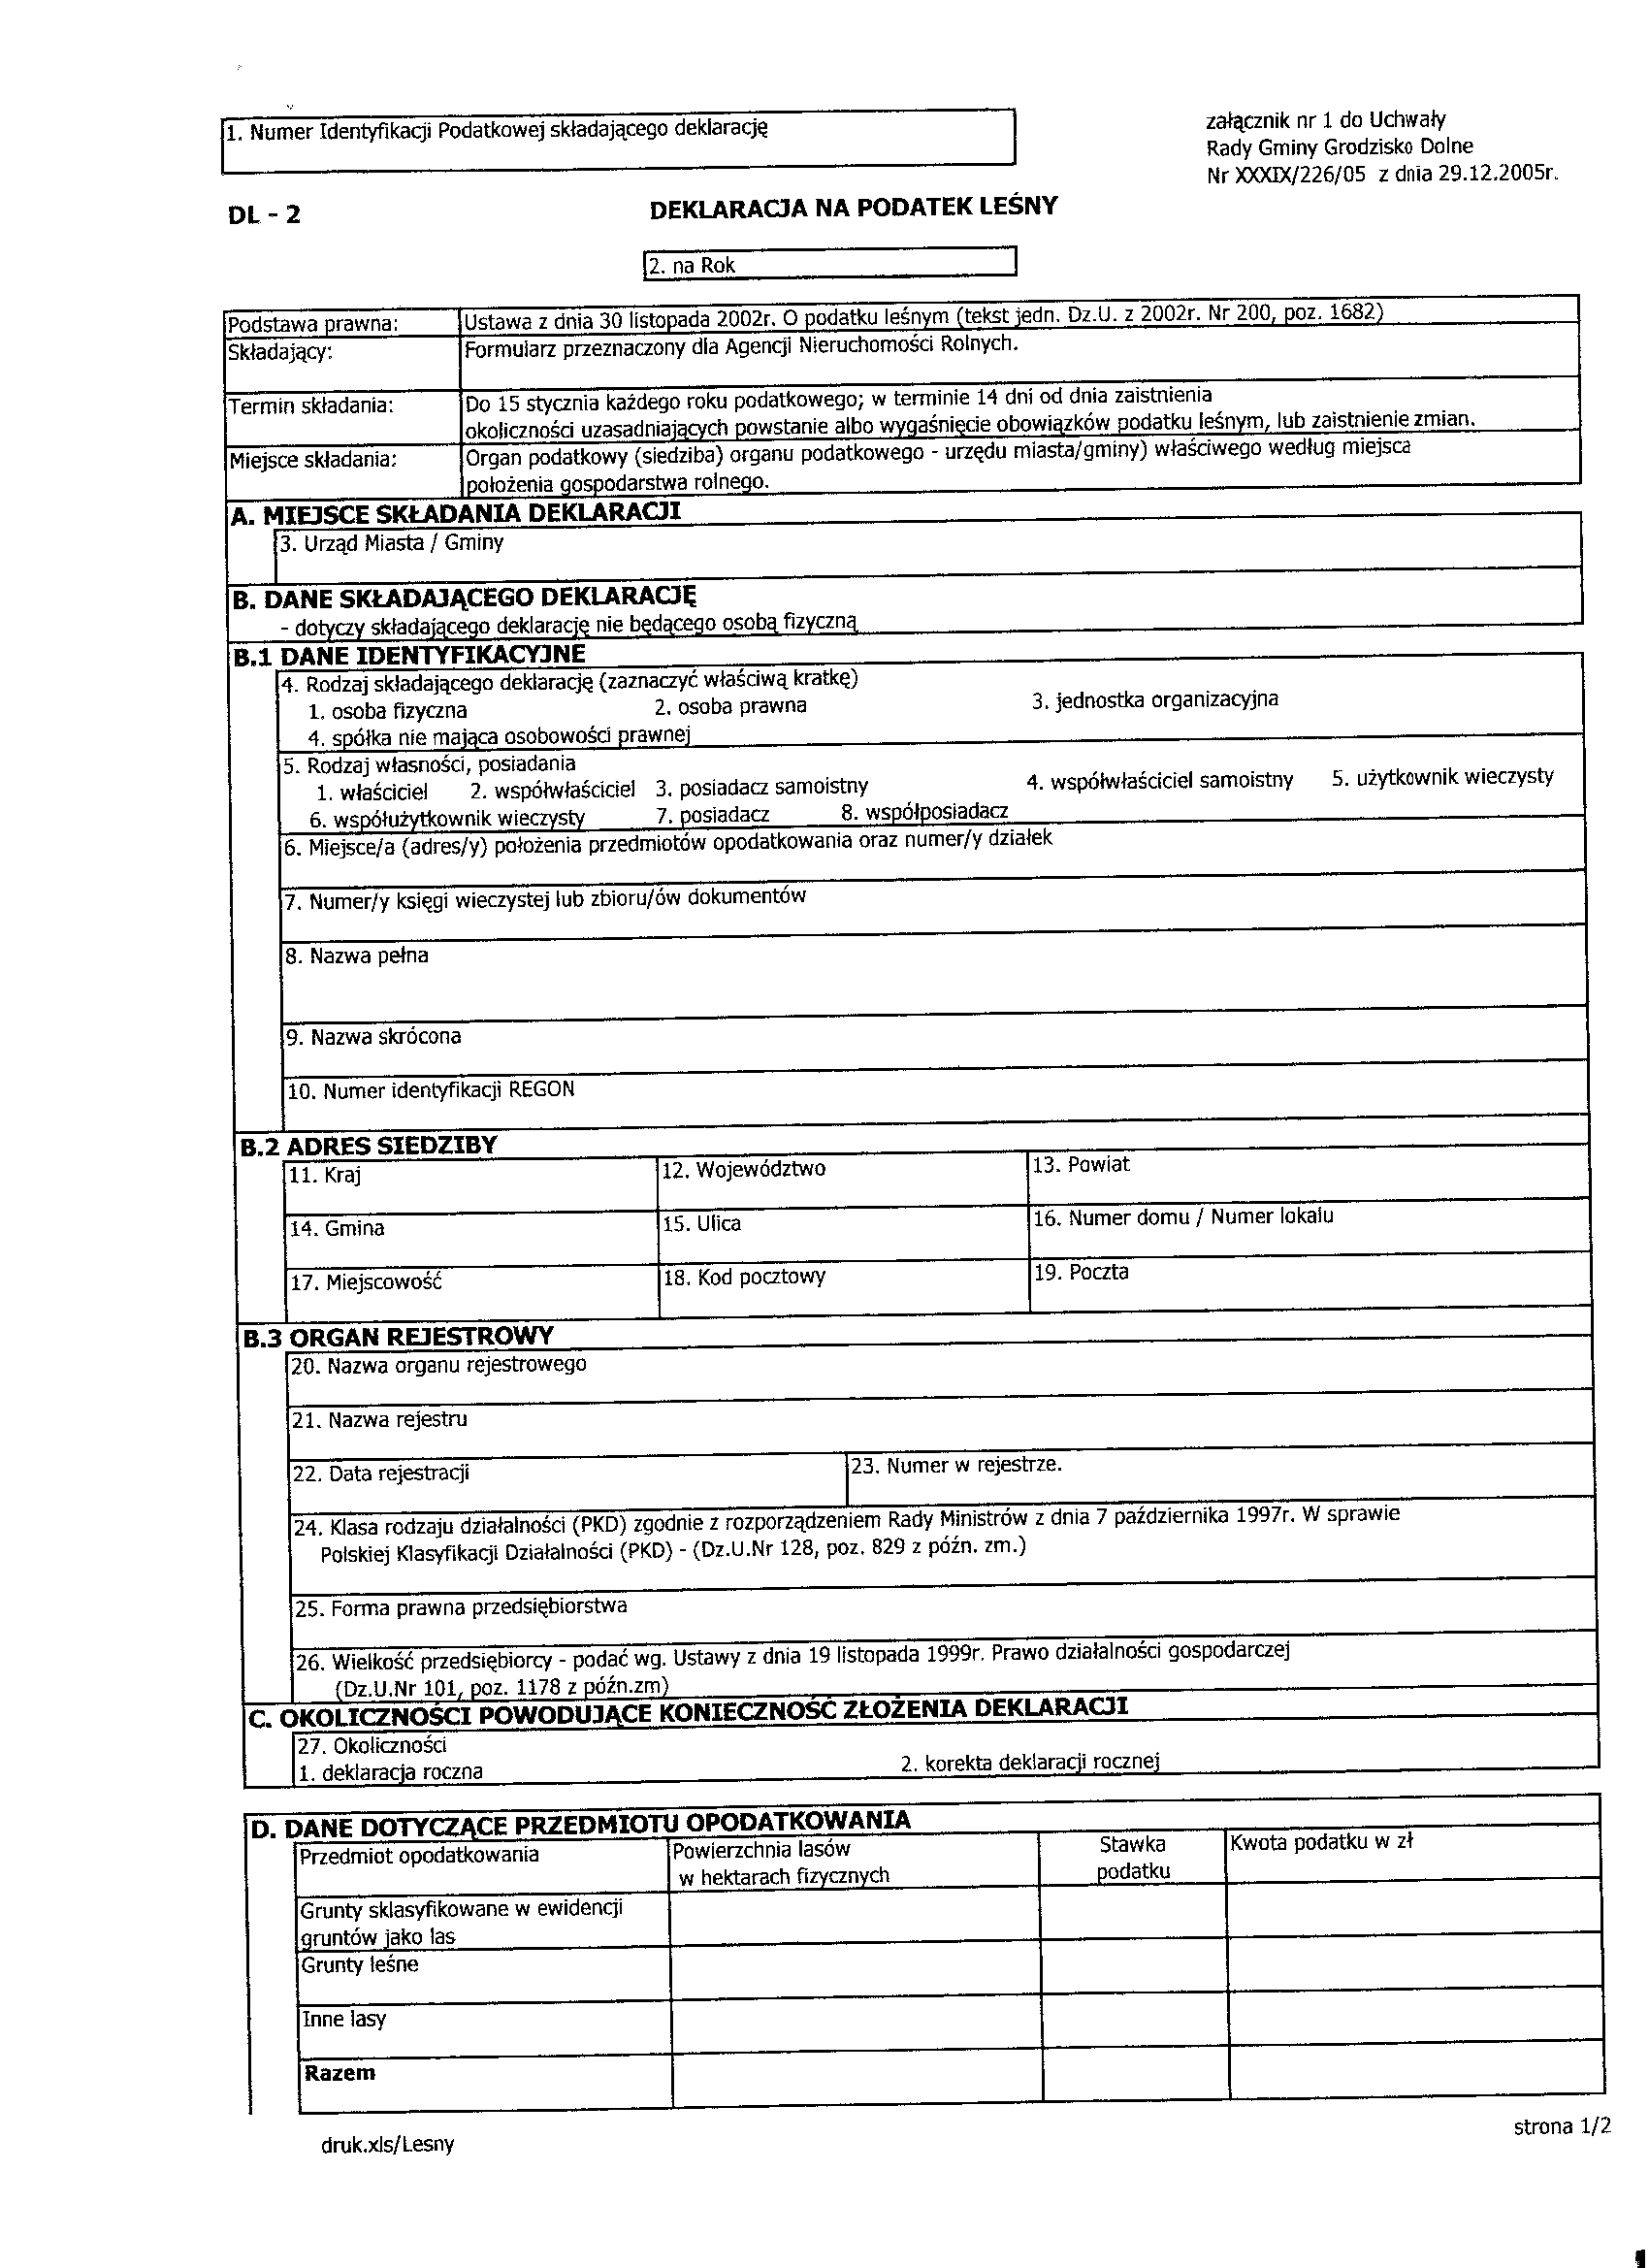 1. Numer Identyfikacji Podatkowej składającego deklarację
załącznik nr 1 do Uchwały
Rady Gminy Grodzisko Dolne
Nr XXXIX/226/05 z dnia 29.12.2005r.
DL - 2
DEKLARACJA NA PODATEK LEŚNY
2. na Rok
Podstawa prawna: Ustawa z dnia 30 listopada 2002r. O podatku leśnym (tekst jedn. Dz.U. z 2002r. Nr 200, poz. 1682)
Składający: Formularz przeznaczony dla Agencji Nieruchomości Rolnych.
Termin składania: Do 15 stycznia każdego roku podatkowego; w terminie 14 dni od dnia zaistnienia
okoliczności uzasadniających powstanie albo wygaśnięcie obowiązków podatku leśnym, lub zaistnienie zmian.
Miejsce składania: Organ podatkowy (siedziba) organu podatkowego - urzędu miasta/gminy) właściwego według miejsca
położenia gospodarstwa rolnego.
A. MIEJSCE SKŁADANIA DEKLARACJI
3. Urząd Miasta / Gminy
B. DANE SKŁADAJĄCEGO DEKLARACJĘ
- dotyczy składającego deklarację nie będącego osobą fizyczną
B.1 DANE IDENTYFIKACYJNE
4. Rodzaj składającego deklarację (zaznaczyć właściwą kratkę)
1. osoba fizyczna 2. osoba prawna 3. jednostka organizacyjna
4. spółka nie mająca osobowości prawnej
5. Rodzaj własności, posiadania
1. właściciel 2. współwłaściciel 3. posiadacz samoistny 4. współwłaściciel samoistny 5. użytkownik wieczysty
6. współużytkownik wieczysty 7. posiadacz 8. współposiadacz
6. Miejsce/a (adres/y) położenia przedmiotów opodatkowania oraz numer/y działek
7. Numer/y księgi wieczystej lub zbioru/ów dokumentów
8. Nazwa pełna
9. Nazwa skrócona
10. Numer identyfikacji REGON
B.2 ADRES SIEDZIBY
11. Kraj 12. Województwo 13. Powiat
14. Gmina 15. Ulica 16. Numer domu / Numer lokalu
17. Miejscowość 18. Kod pocztowy 19. Poczta
B.3 ORGAN REJESTROWY
20. Nazwa organu rejestrowego
21. Nazwa rejestru
22. Data rejestracji 23. Numer w rejestrze.
24. Klasa rodzaju działalności (PKD) zgodnie z rozporządzeniem Rady Ministrów z dnia 7 października 1997r. W sprawie
Polskiej Klasyfikacji Działalności (PKD) - (Dz.U.Nr 128, poz. 829 z późn. zm.)
25. Forma prawna przedsiębiorstwa
26. Wielkość przedsiębiorcy - podać wg. Ustawy z dnia 19 listopada 1999r. Prawo działalności gospodarczej
(Dz.U.Nr 101, poz. 1178 z późn.zm)
C. OKOLICZNOŚCI POWODUJĄCE KONIECZNOŚĆ ZŁOŻENIA DEKLARACJI
27. Okoliczności
1. deklaracja roczna 2. korekta deklaracji rocznej
D. DANE DOTYCZĄCE PRZEDMIOTU OPODATKOWANIA
Przedmiot opodatkowania Powierzchnia lasów Stawka Kwota podatku w zł
w hektarach fizycznych podatku
Grunty sklasyfikowane w ewidencji
gruntów jako las
Grunty leśne
Inne lasy
Razem
druk.xls/Lesny
strona 1/2